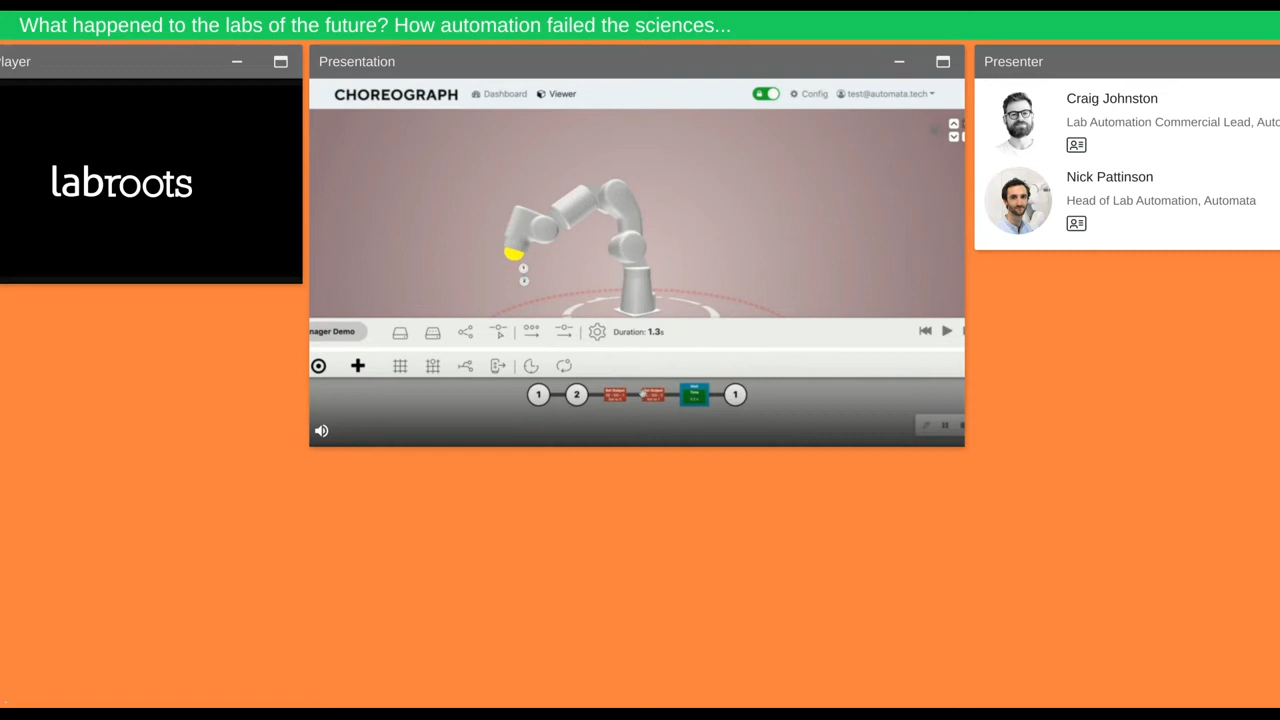 What happened to the labs of the future? How automation failed the sciences...
layer
Presentation
Presenter
labroots
CHOREOGRAPH
Dashboard
Viewer
Config
test@automata.tech
Craig Johnston
Lab Automation Commercial Lead, Auto
Nick Pattinson
Head of Lab Automation, Automata
nager Demo
Duration: 1.3s
1
2
1